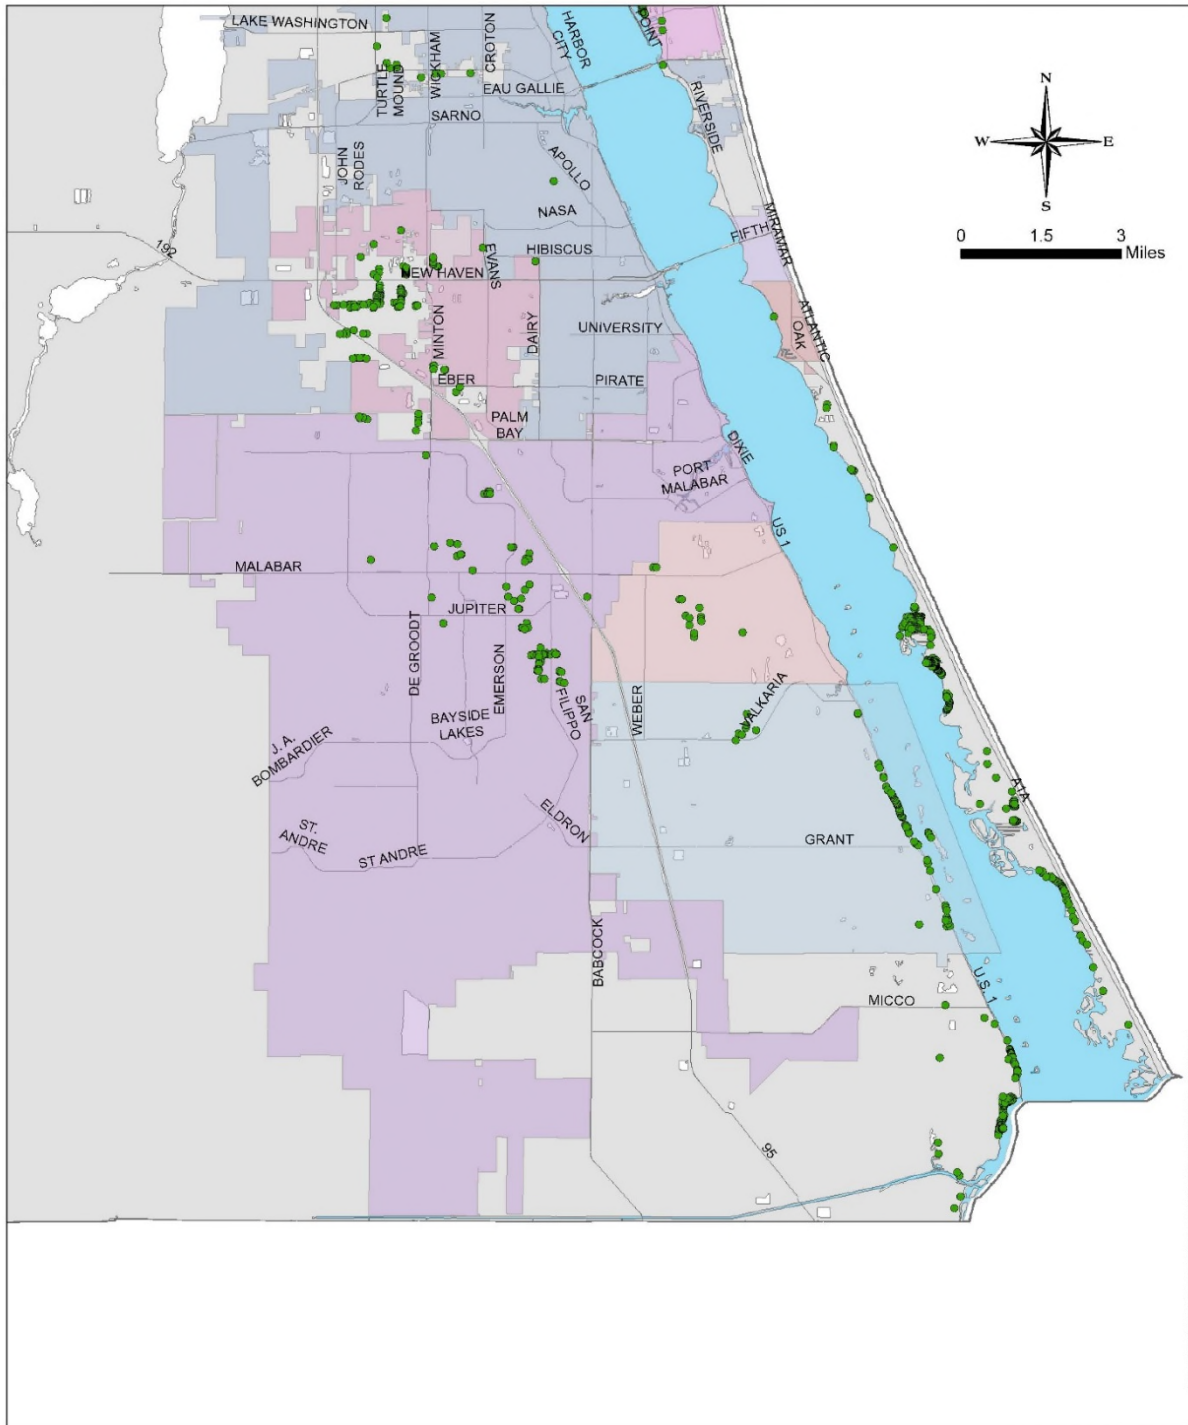 LAKE WASHINGTON
TURTLE
MOUND
WICKHAM
CROTON
HARBOR
CITY
POINT
EAU GALLIE
SARNO
RIVERSIDE
JOHN
RODES
APOLLO
NASA
N
W
E
S
0 1.5 3
Miles
192
HIBISCUS
EVANS
NEW HAVEN
FIFTH
MIRAMAR
MINTON
DAIRY
UNIVERSITY
ATLANTIC
OAK
EBER
PIRATE
PALM
BAY
DIXIE
PORT
MALABAR
US 1
MALABAR
JUPITER
DE GROODT
EMERSON
SAN
FILIPPO
WEBER
VALKARIA
BAYSIDE
LAKES
J. A.
BOMBARDIER
A1A
ELDRON
ST.
ANDRE
ST ANDRE
GRANT
BABCOCK
U.S. 1
MICCO
95